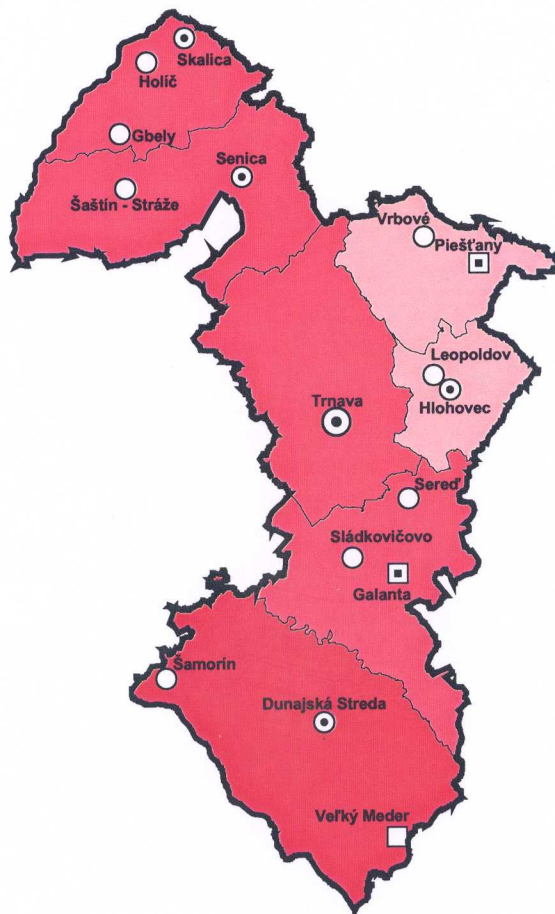 Skalica
Holíč
Gbely
Senica
Šaštín - Stráže
Vrbové
Piešťany
Leopoldov
Hlohovec
Trnava
Sereď
Sládkovičovo
Galanta
Šamorín
Dunajská Streda
Veľký Meder